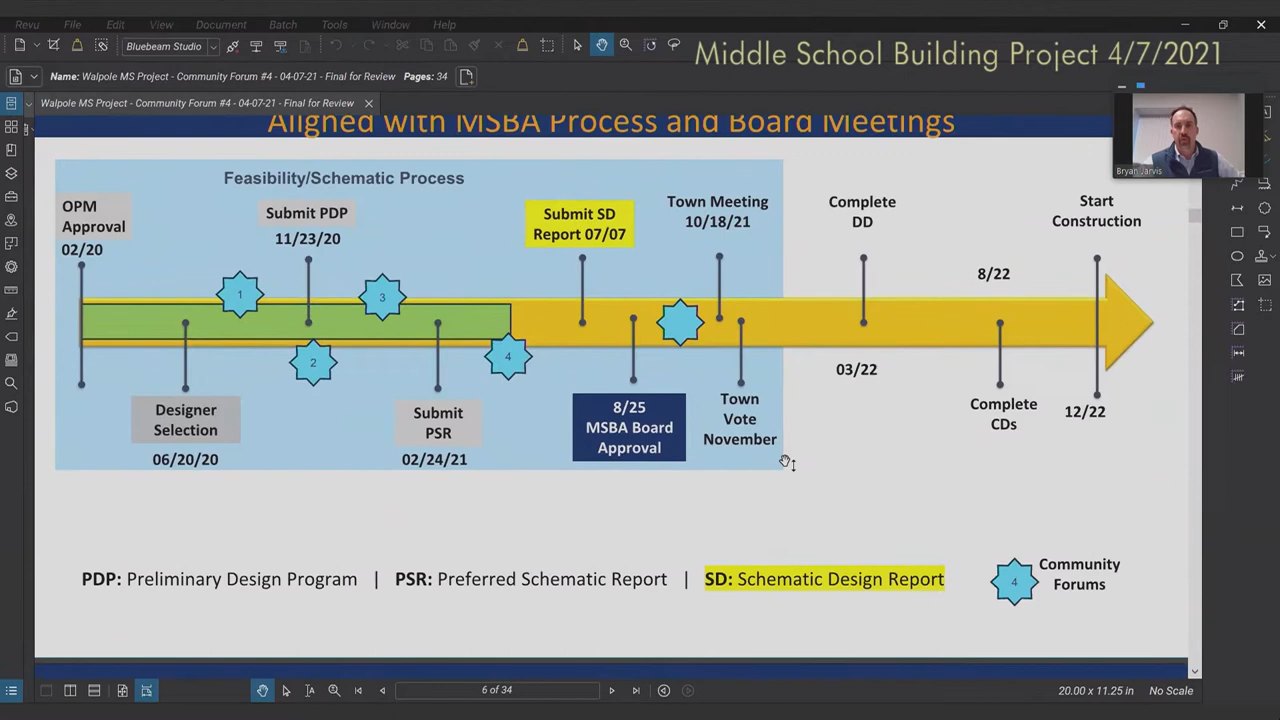 Revu File Edit View Document Batch Tools Window Help
Bluebeam Studio
Middle School Building Project 4/7/2021
Name: Walpole MS Project - Community Forum #4 - 04-07-21 - Final for Review Pages: 34
Walpole MS Project - Community Forum #4 - 04-07-21 - Final for Review
Aligned with MSBA Process and Board Meetings
Bryan Jarvis
Feasibility/Schematic Process
OPM
Approval
02/20
Submit PDP
11/23/20
Submit SD
Report 07/07
Town Meeting
10/18/21
Complete
DD
Start
Construction
8/22
1
3
2
4
Designer
Selection
06/20/20
Submit
PSR
02/24/21
8/25
MSBA Board
Approval
Town
Vote
November
03/22
Complete
CDs
12/22
PDP: Preliminary Design Program | PSR: Preferred Schematic Report | SD: Schematic Design Report
4
Community
Forums
6 of 34
20.00 x 11.25 in No Scale